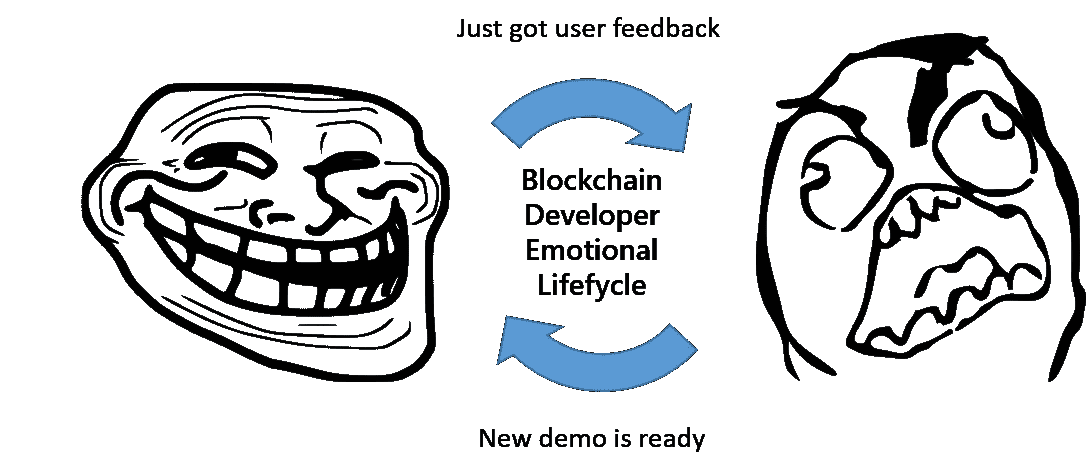 Just got user feedback
Blockchain
Developer
Emotional
Lifefycle
New demo is ready